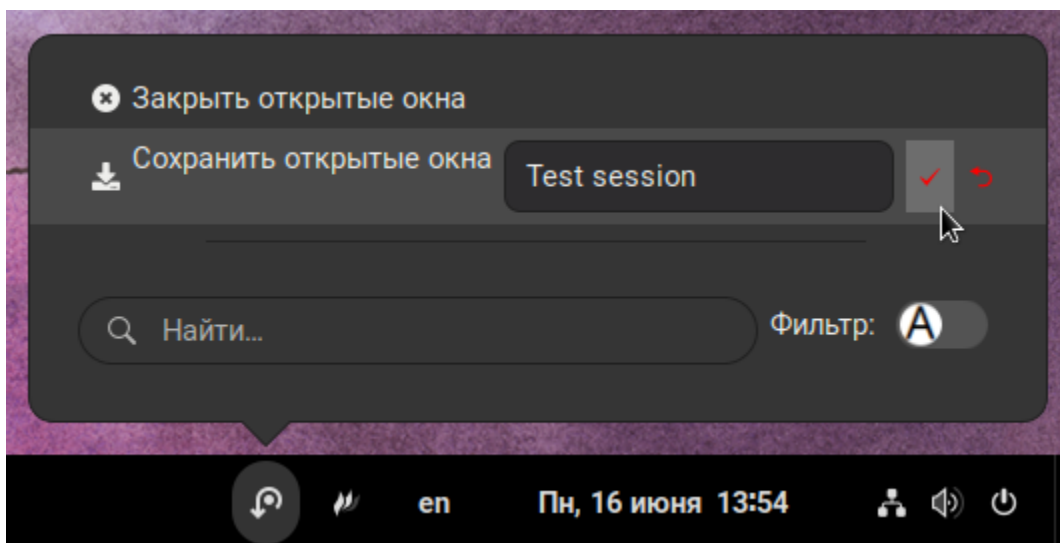 Закрыть открытые окна
Сохранить открытые окна Test session
Найти...
Фильтр: A
en Пн, 16 июня 13:54